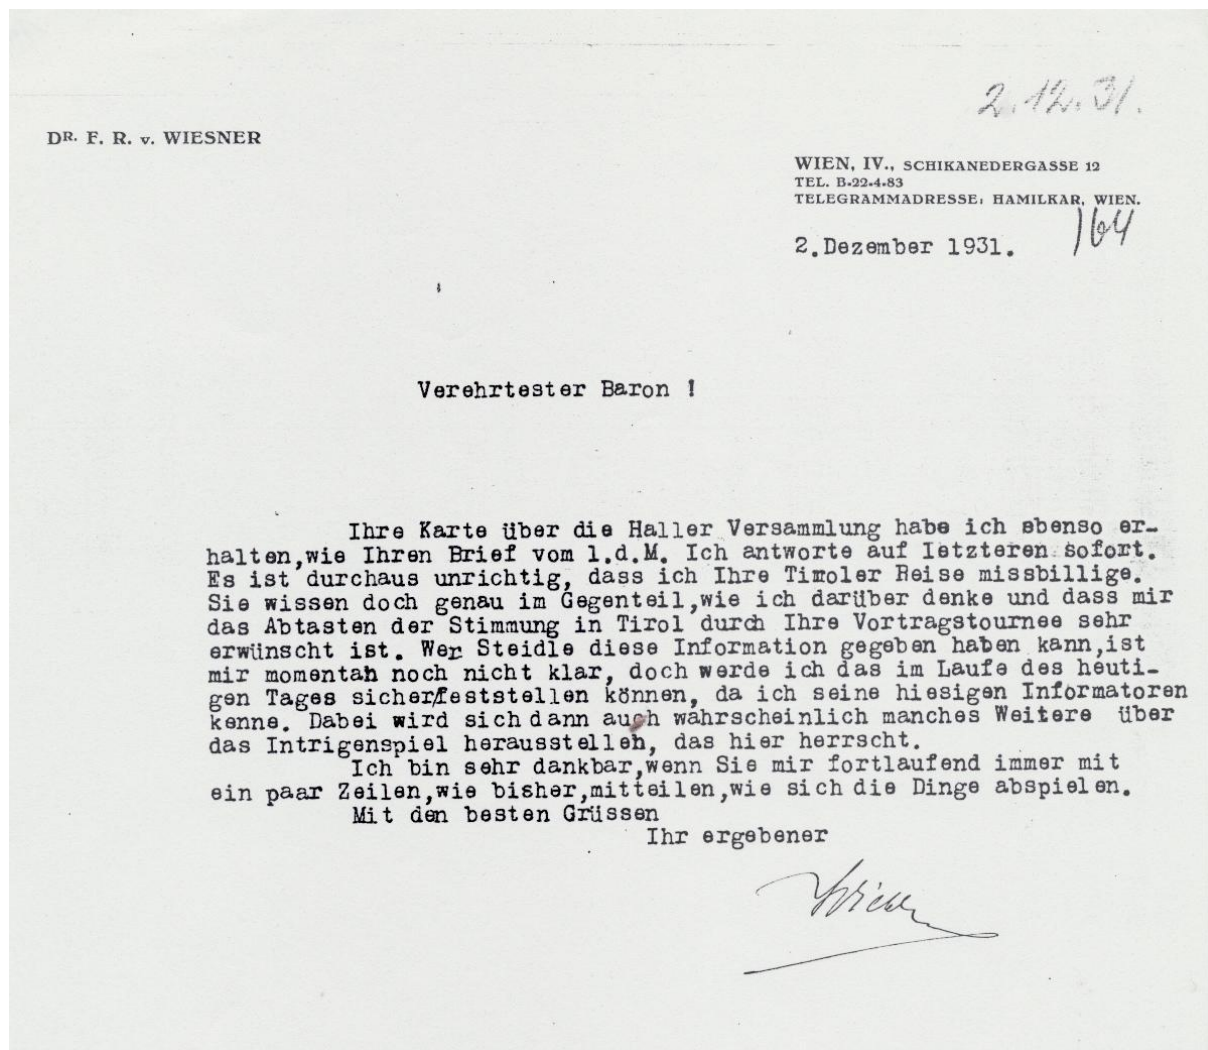 2.12.31.
DR. F. R. v. WIESNER
WIEN, IV., SCHIKANEDERGASSE 12
TEL. B-22-4-83
TELEGRAMMADRESSE: HAMILKAR, WIEN.
164
2.Dezember 1931.
Verehrtester Baron !
Ihre Karte über die Haller Versammlung habe ich ebenso er-
halten,wie Ihren Brief vom 1.d.M. Ich antworte auf letzteren sofort.
Es ist durchaus unrichtig, dass ich Ihre Timoler Reise missbillige.
Sie wissen doch genau im Gegenteil,wie ich darüber denke und dass mir
das Abtasten der Stimmung in Tirol durch Ihre Vortragstournee sehr
erwünscht ist. Wer Steidle diese Information gegeben haben kann,ist
mir momentan noch nicht klar, doch werde ich das im Laufe des heuti-
gen Tages sicher/feststellen können, da ich seine hiesigen Informatoren
kenne. Dabei wird sich dann auch wahrscheinlich manches Weitere über
das Intrigenspiel herausstellen, das hier herrscht.
Ich bin sehr dankbar,wenn Sie mir fortlaufend immer mit
ein paar Zeilen,wie bisher,mitteilen,wie sich die Dinge abspielen.
Mit den besten Grüssen
Ihr ergebener
Wiesner